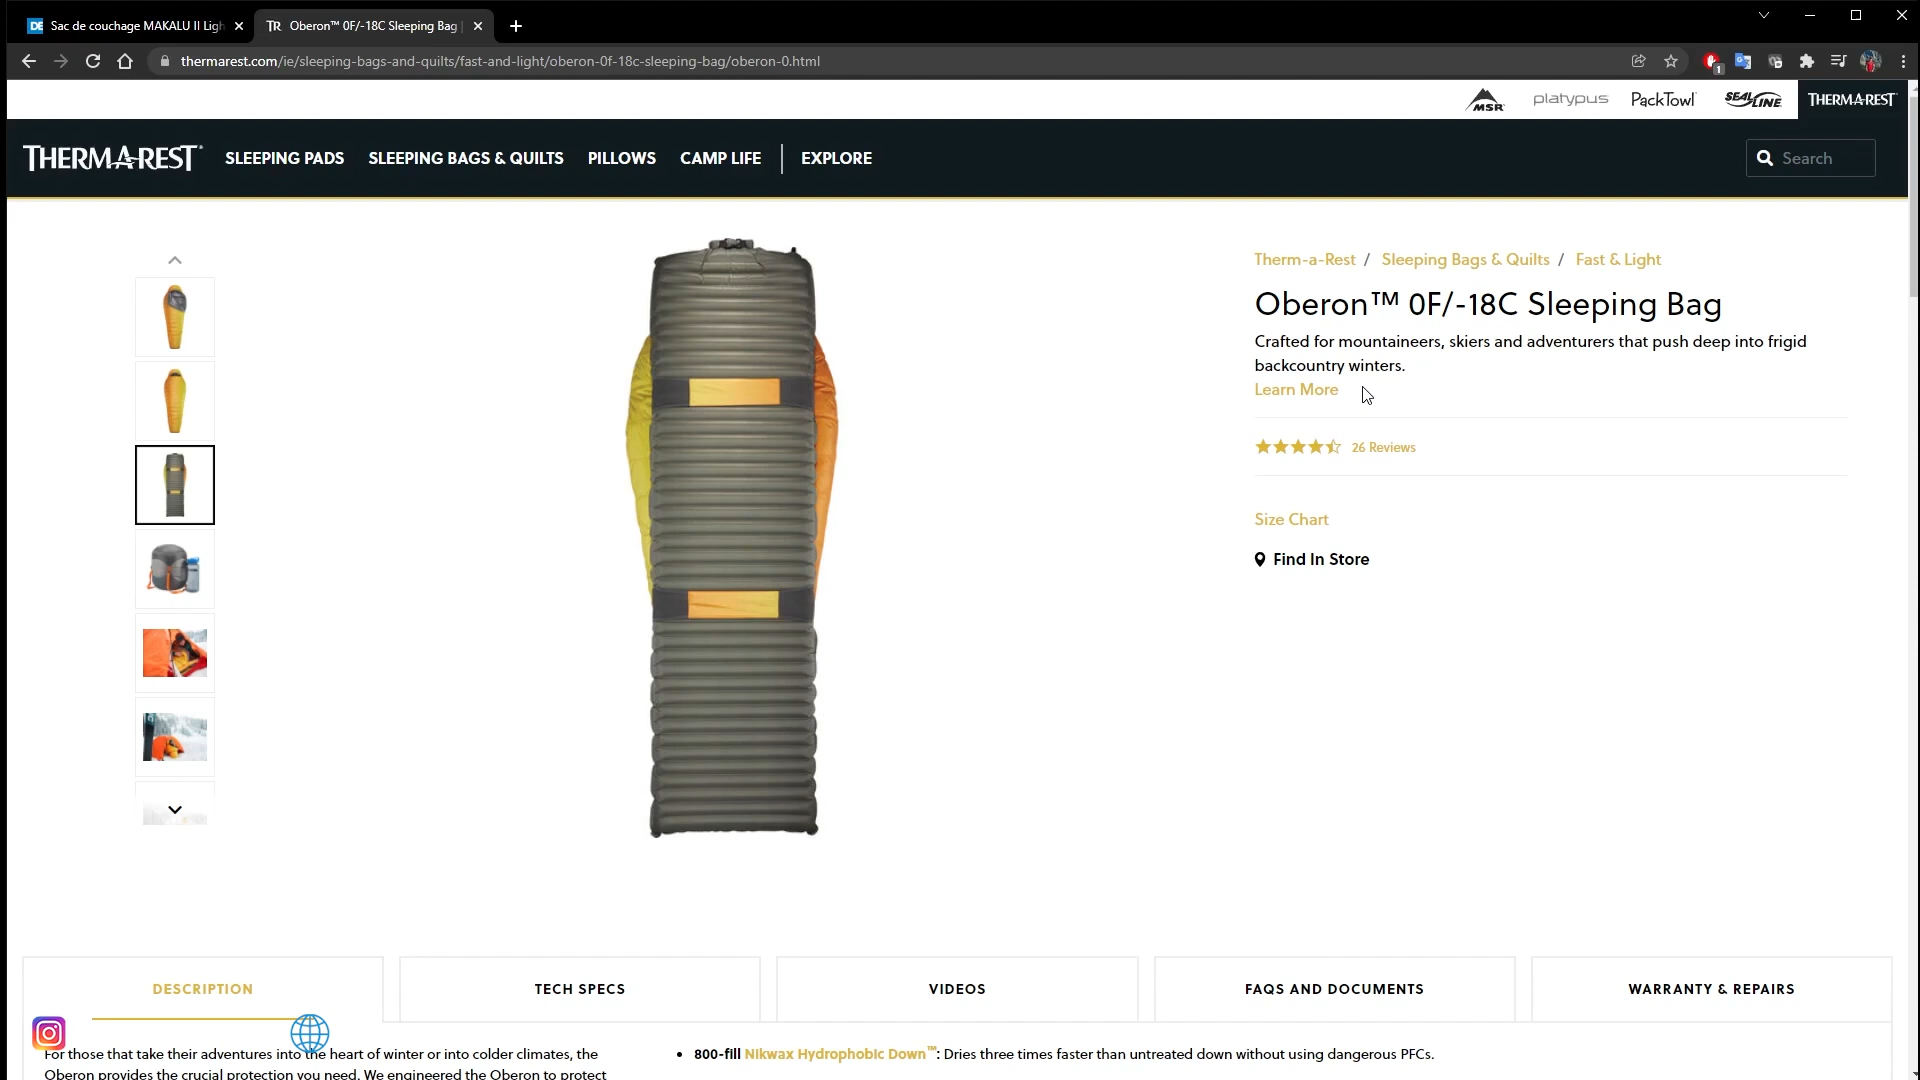 Sac de couchage MAKALU II Ligh
TR Oberon™ 0F/-18C Sleeping Bag |
thermarest.com/ie/sleeping-bags-and-quilts/fast-and-light/oberon-0f-18c-sleeping-bag/oberon-0.html
1
MSR platypus PackTowl SEALLINE THERMAREST
THERMAREST SLEEPING PADS SLEEPING BAGS & QUILTS PILLOWS CAMP LIFE EXPLORE Search
Therm-a-Rest / Sleeping Bags & Quilts / Fast & Light
Oberon™ 0F/-18C Sleeping Bag
Crafted for mountaineers, skiers and adventurers that push deep into frigid
backcountry winters.
Learn More
26 Reviews
Size Chart
Find In Store
DESCRIPTION TECH SPECS VIDEOS FAQS AND DOCUMENTS WARRANTY & REPAIRS
For those that take their adventures into the heart of winter or into colder climates, the
Oberon provides the crucial protection you need. We engineered the Oberon to protect
• 800-fill Nikwax Hydrophobic Down™: Dries three times faster than untreated down without using dangerous PFCs.